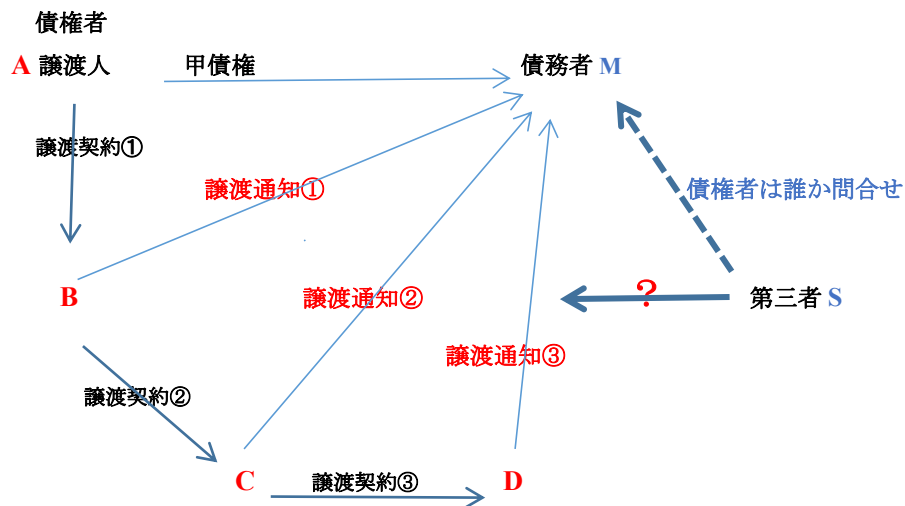 債権者
A 譲渡人 甲債権 債務者 M
譲渡契約①
譲渡通知① 債権者は誰か問合せ
B 譲渡通知② ? 第三者 S
譲渡通知③
譲渡契約②
C 譲渡契約③ D